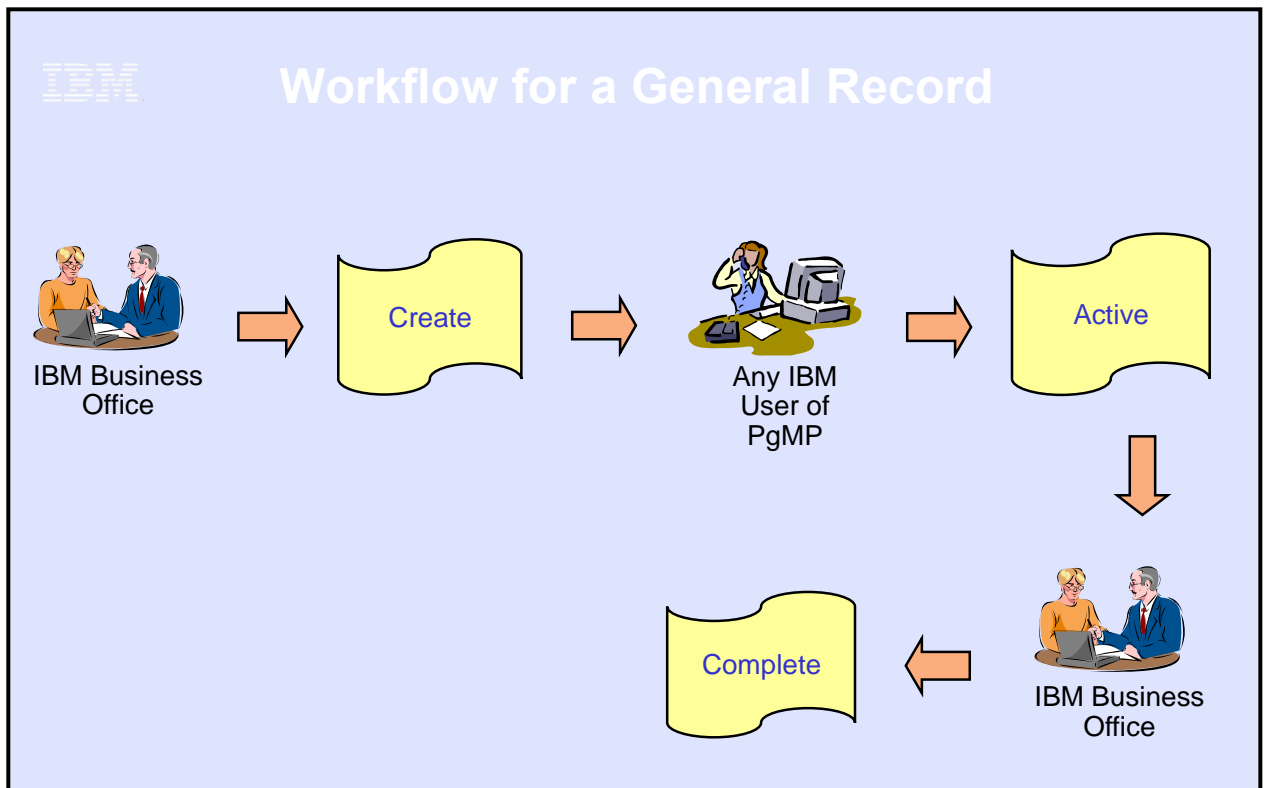 IBM
Workflow for a General Record
Create
Active
IBM Business
Office
Any IBM
User of
PgMP
Complete
IBM Business
Office